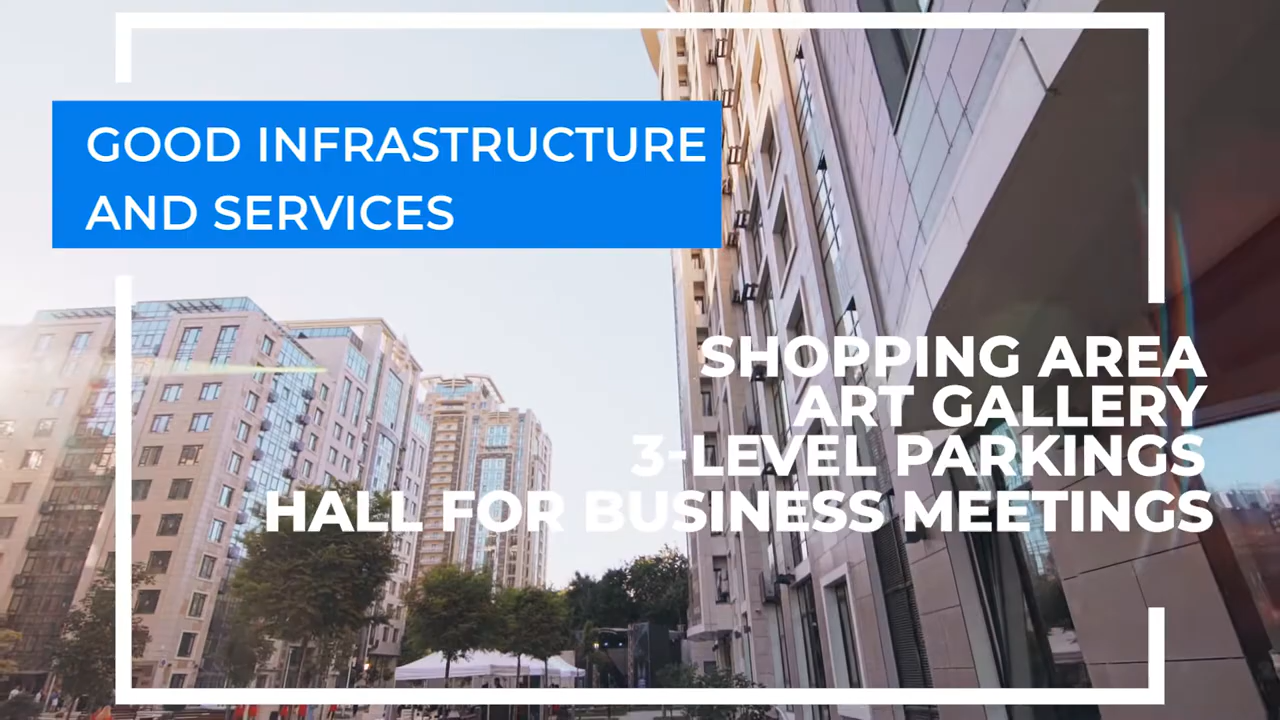 GOOD INFRASTRUCTURE
AND SERVICES
SHOPPING AREA
ART GALLERY
3-LEVEL PARKINGS
HALL FOR BUSINESS MEETINGS